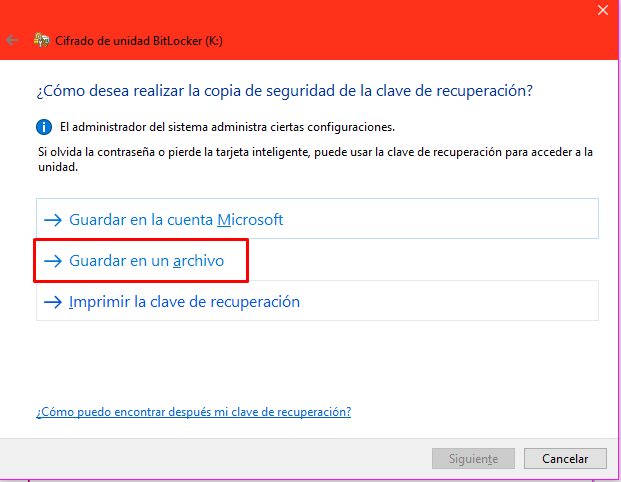 Cifrado de unidad BitLocker (K:)
¿Cómo desea realizar la copia de seguridad de la clave de recuperación?
El administrador del sistema administra ciertas configuraciones.
Si olvida la contraseña o pierde la tarjeta inteligente, puede usar la clave de recuperación para acceder a la
unidad.
Guardar en la cuenta Microsoft
Guardar en un archivo
Imprimir la clave de recuperación
¿Cómo puedo encontrar después mi clave de recuperación?
Siguiente
Cancelar